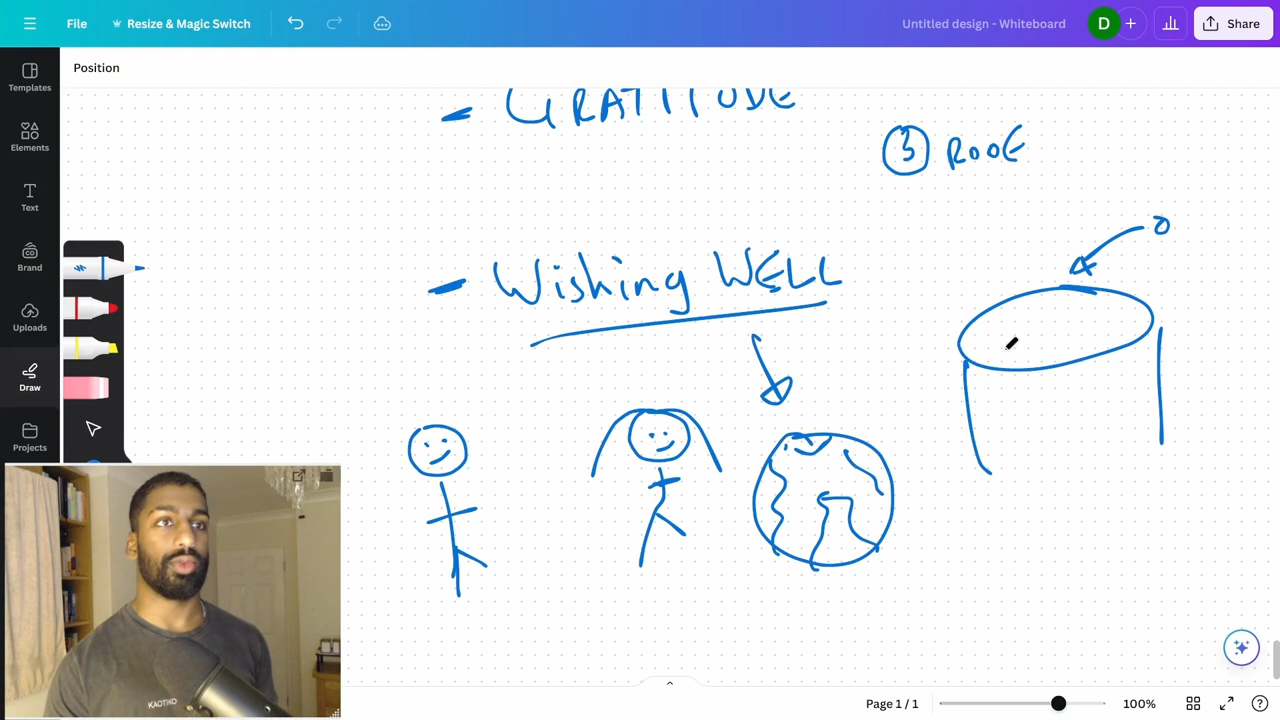 File
Resize & Magic Switch
Untitled design - Whiteboard
D
+
Share
Position
Templates
Elements
Text
Brand
Uploads
Draw
Projects
- GRATITUDE
3
- Wishing WELL
KAOTIKO
Page 1 / 1
100%
?